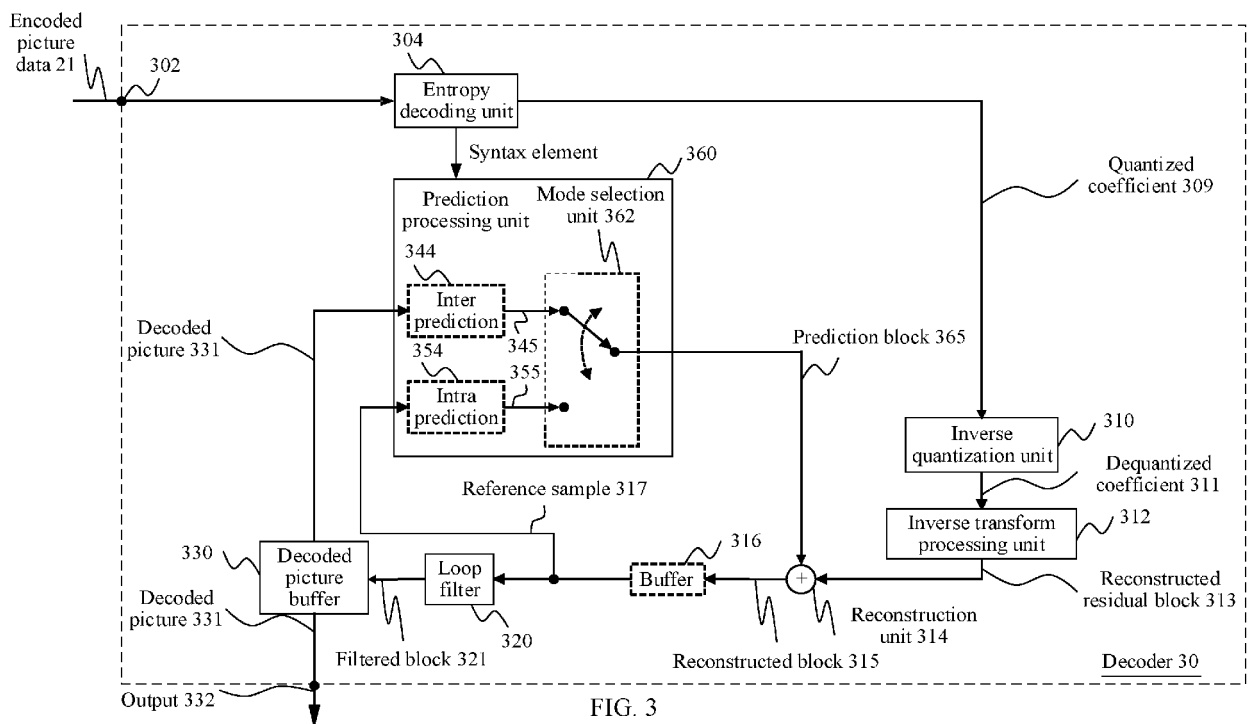 Encoded
picture
data 21
302
304
Entropy
decoding unit
Syntax element
360
Quantized
coefficient 309
Prediction
processing unit
Mode selection
unit 362
344
Inter
prediction
345
Decoded
picture 331
Prediction block 365
354
355
Intra
prediction
310
Inverse
quantization unit
Dequantized
coefficient 311
Reference sample 317
312
Inverse transform
processing unit
330
Decoded
picture
buffer
Loop
filter
316
Buffer
+
Reconstructed
residual block 313
Decoded
picture 331
320
Reconstruction
unit 314
Filtered block 321
Reconstructed block 315
Decoder 30
Output 332
FIG. 3